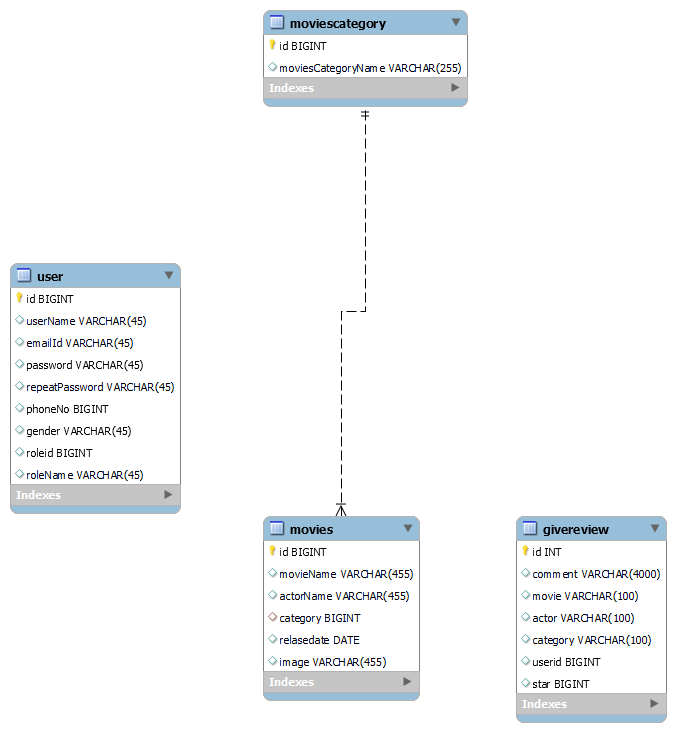 moviescategory
id BIGINT
moviesCategoryName VARCHAR(255)
Indexes
user
id BIGINT
userName VARCHAR(45)
emailId VARCHAR(45)
password VARCHAR(45)
repeatPassword VARCHAR(45)
phoneNo BIGINT
gender VARCHAR(45)
roleid BIGINT
roleName VARCHAR(45)
Indexes
movies
id BIGINT
movieName VARCHAR(455)
actorName VARCHAR(455)
category BIGINT
relasedate DATE
image VARCHAR(455)
Indexes
givereview
id INT
comment VARCHAR(4000)
movie VARCHAR(100)
actor VARCHAR(100)
category VARCHAR(100)
userid BIGINT
star BIGINT
Indexes